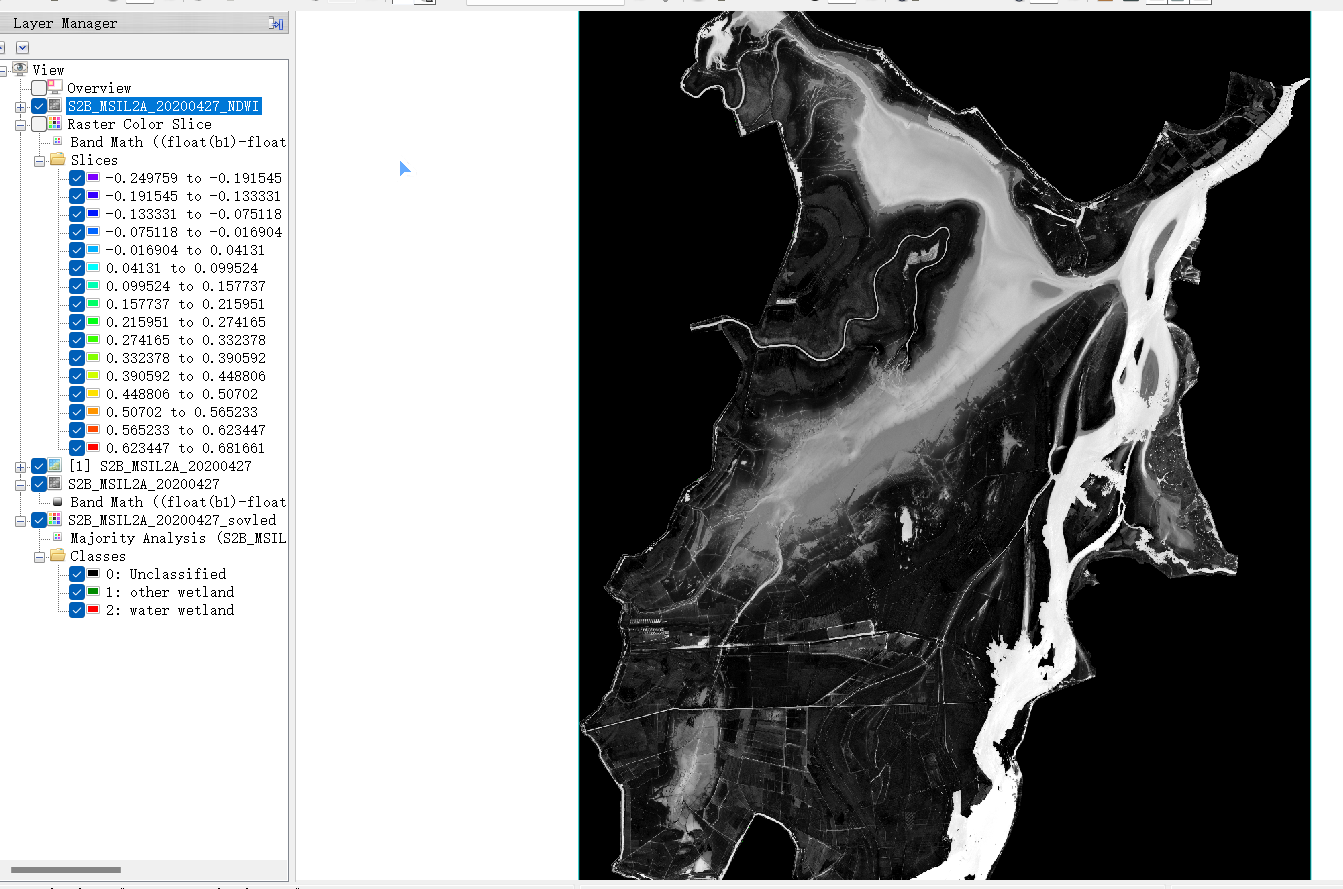 Layer Manager
View
Overview
S2B_MSIL2A_20200427_NDWI
Raster Color Slice
Band Math ((float(b1)-float
Slices
-0.249759 to -0.191545
-0.191545 to -0.133331
-0.133331 to -0.075118
-0.075118 to -0.016904
-0.016904 to 0.04131
0.04131 to 0.099524
0.099524 to 0.157737
0.157737 to 0.215951
0.215951 to 0.274165
0.274165 to 0.332378
0.332378 to 0.390592
0.390592 to 0.448806
0.448806 to 0.50702
0.50702 to 0.565233
0.565233 to 0.623447
0.623447 to 0.681661
[1] S2B_MSIL2A_20200427
S2B_MSIL2A_20200427
Band Math ((float(b1)-float
S2B_MSIL2A_20200427_sovled
Majority Analysis (S2B_MSIL
Classes
0: Unclassified
1: other wetland
2: water wetland